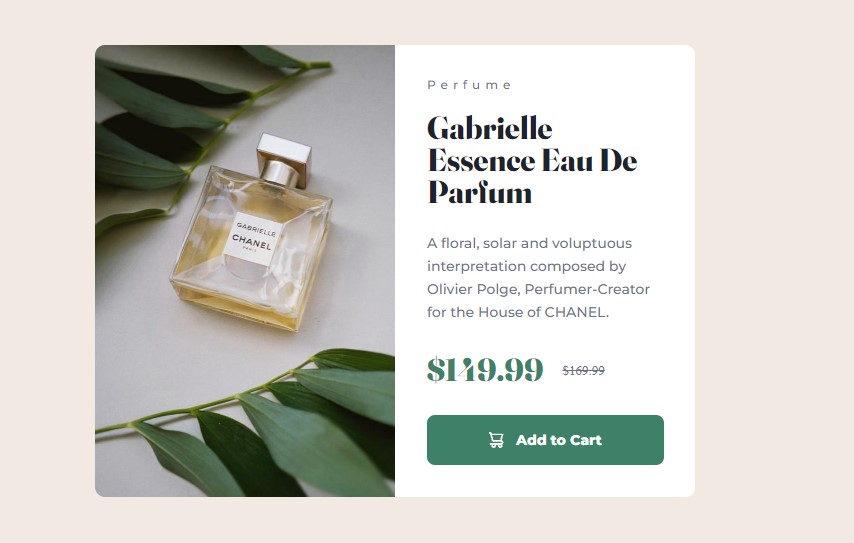 GABRIELLE
CHANEL
PARIS
Perfume
Gabrielle
Essence Eau De
Parfum
A floral, solar and voluptuous
interpretation composed by
Olivier Polge, Perfumer-Creator
for the House of CHANEL.
$149.99 $169.99
Add to Cart